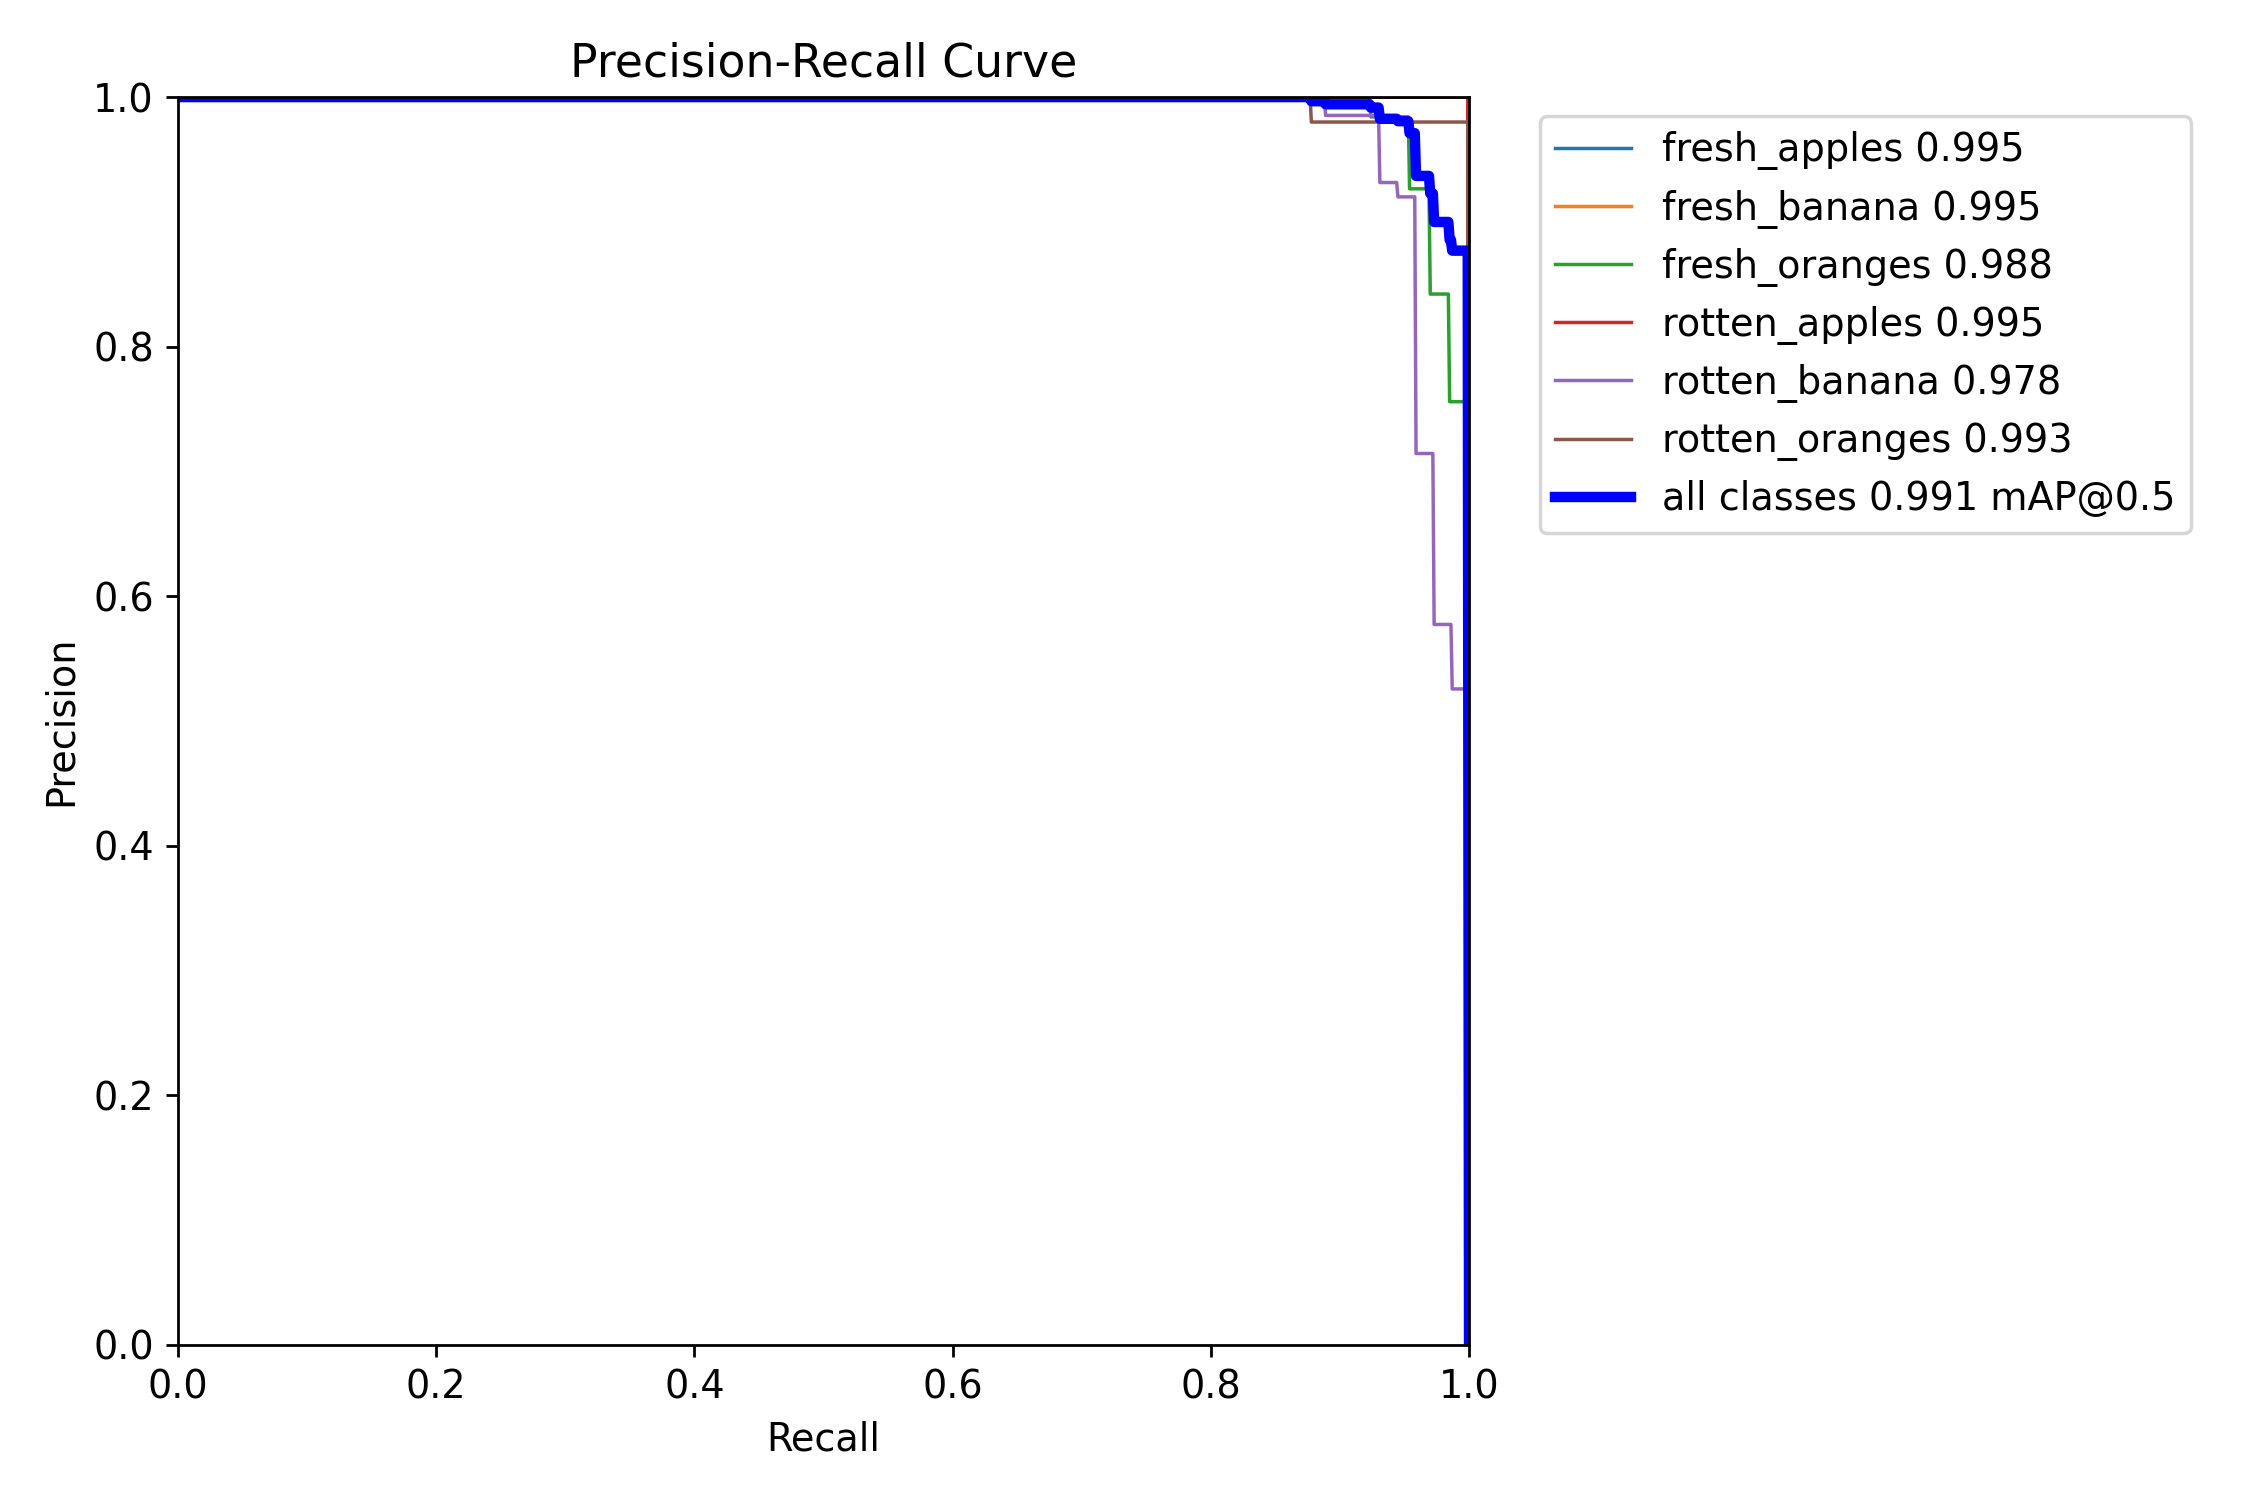 Precision-Recall Curve
1.0
0.8
0.6
0.4
0.2
0.0
Precision
0.0 0.2 0.4 0.6 0.8 1.0
Recall
fresh_apples 0.995
fresh_banana 0.995
fresh_oranges 0.988
rotten_apples 0.995
rotten_banana 0.978
rotten_oranges 0.993
all classes 0.991 mAP@0.5